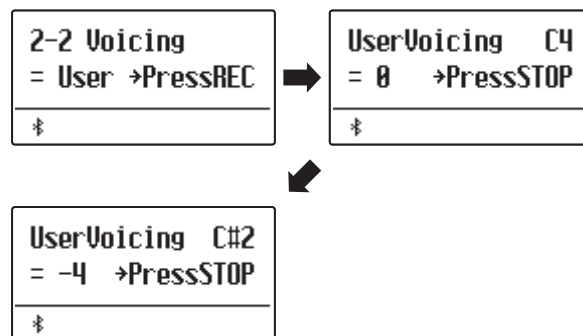 2-2 Voicing
= User →PressREC
UserVoicing C4
= 0 →PressSTOP
UserVoicing C#2
= -4 →PressSTOP